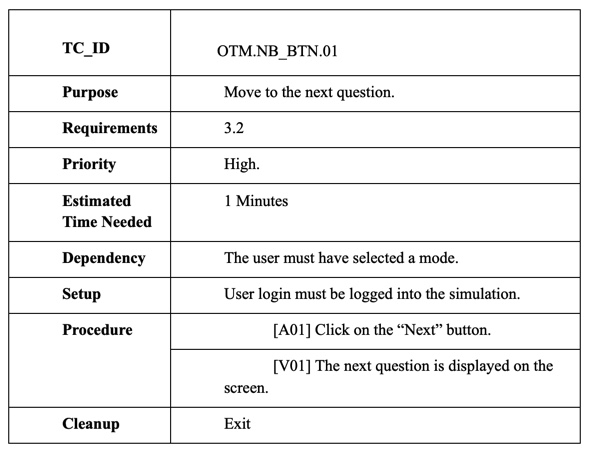 TC_ID
OTM.NB_BTN.01
Purpose
Move to the next question.
Requirements
3.2
Priority
High.
Estimated
Time Needed
1 Minutes
Dependency
The user must have selected a mode.
Setup
User login must be logged into the simulation.
Procedure
[A01] Click on the “Next” button.
[V01] The next question is displayed on the
screen.
Cleanup
Exit